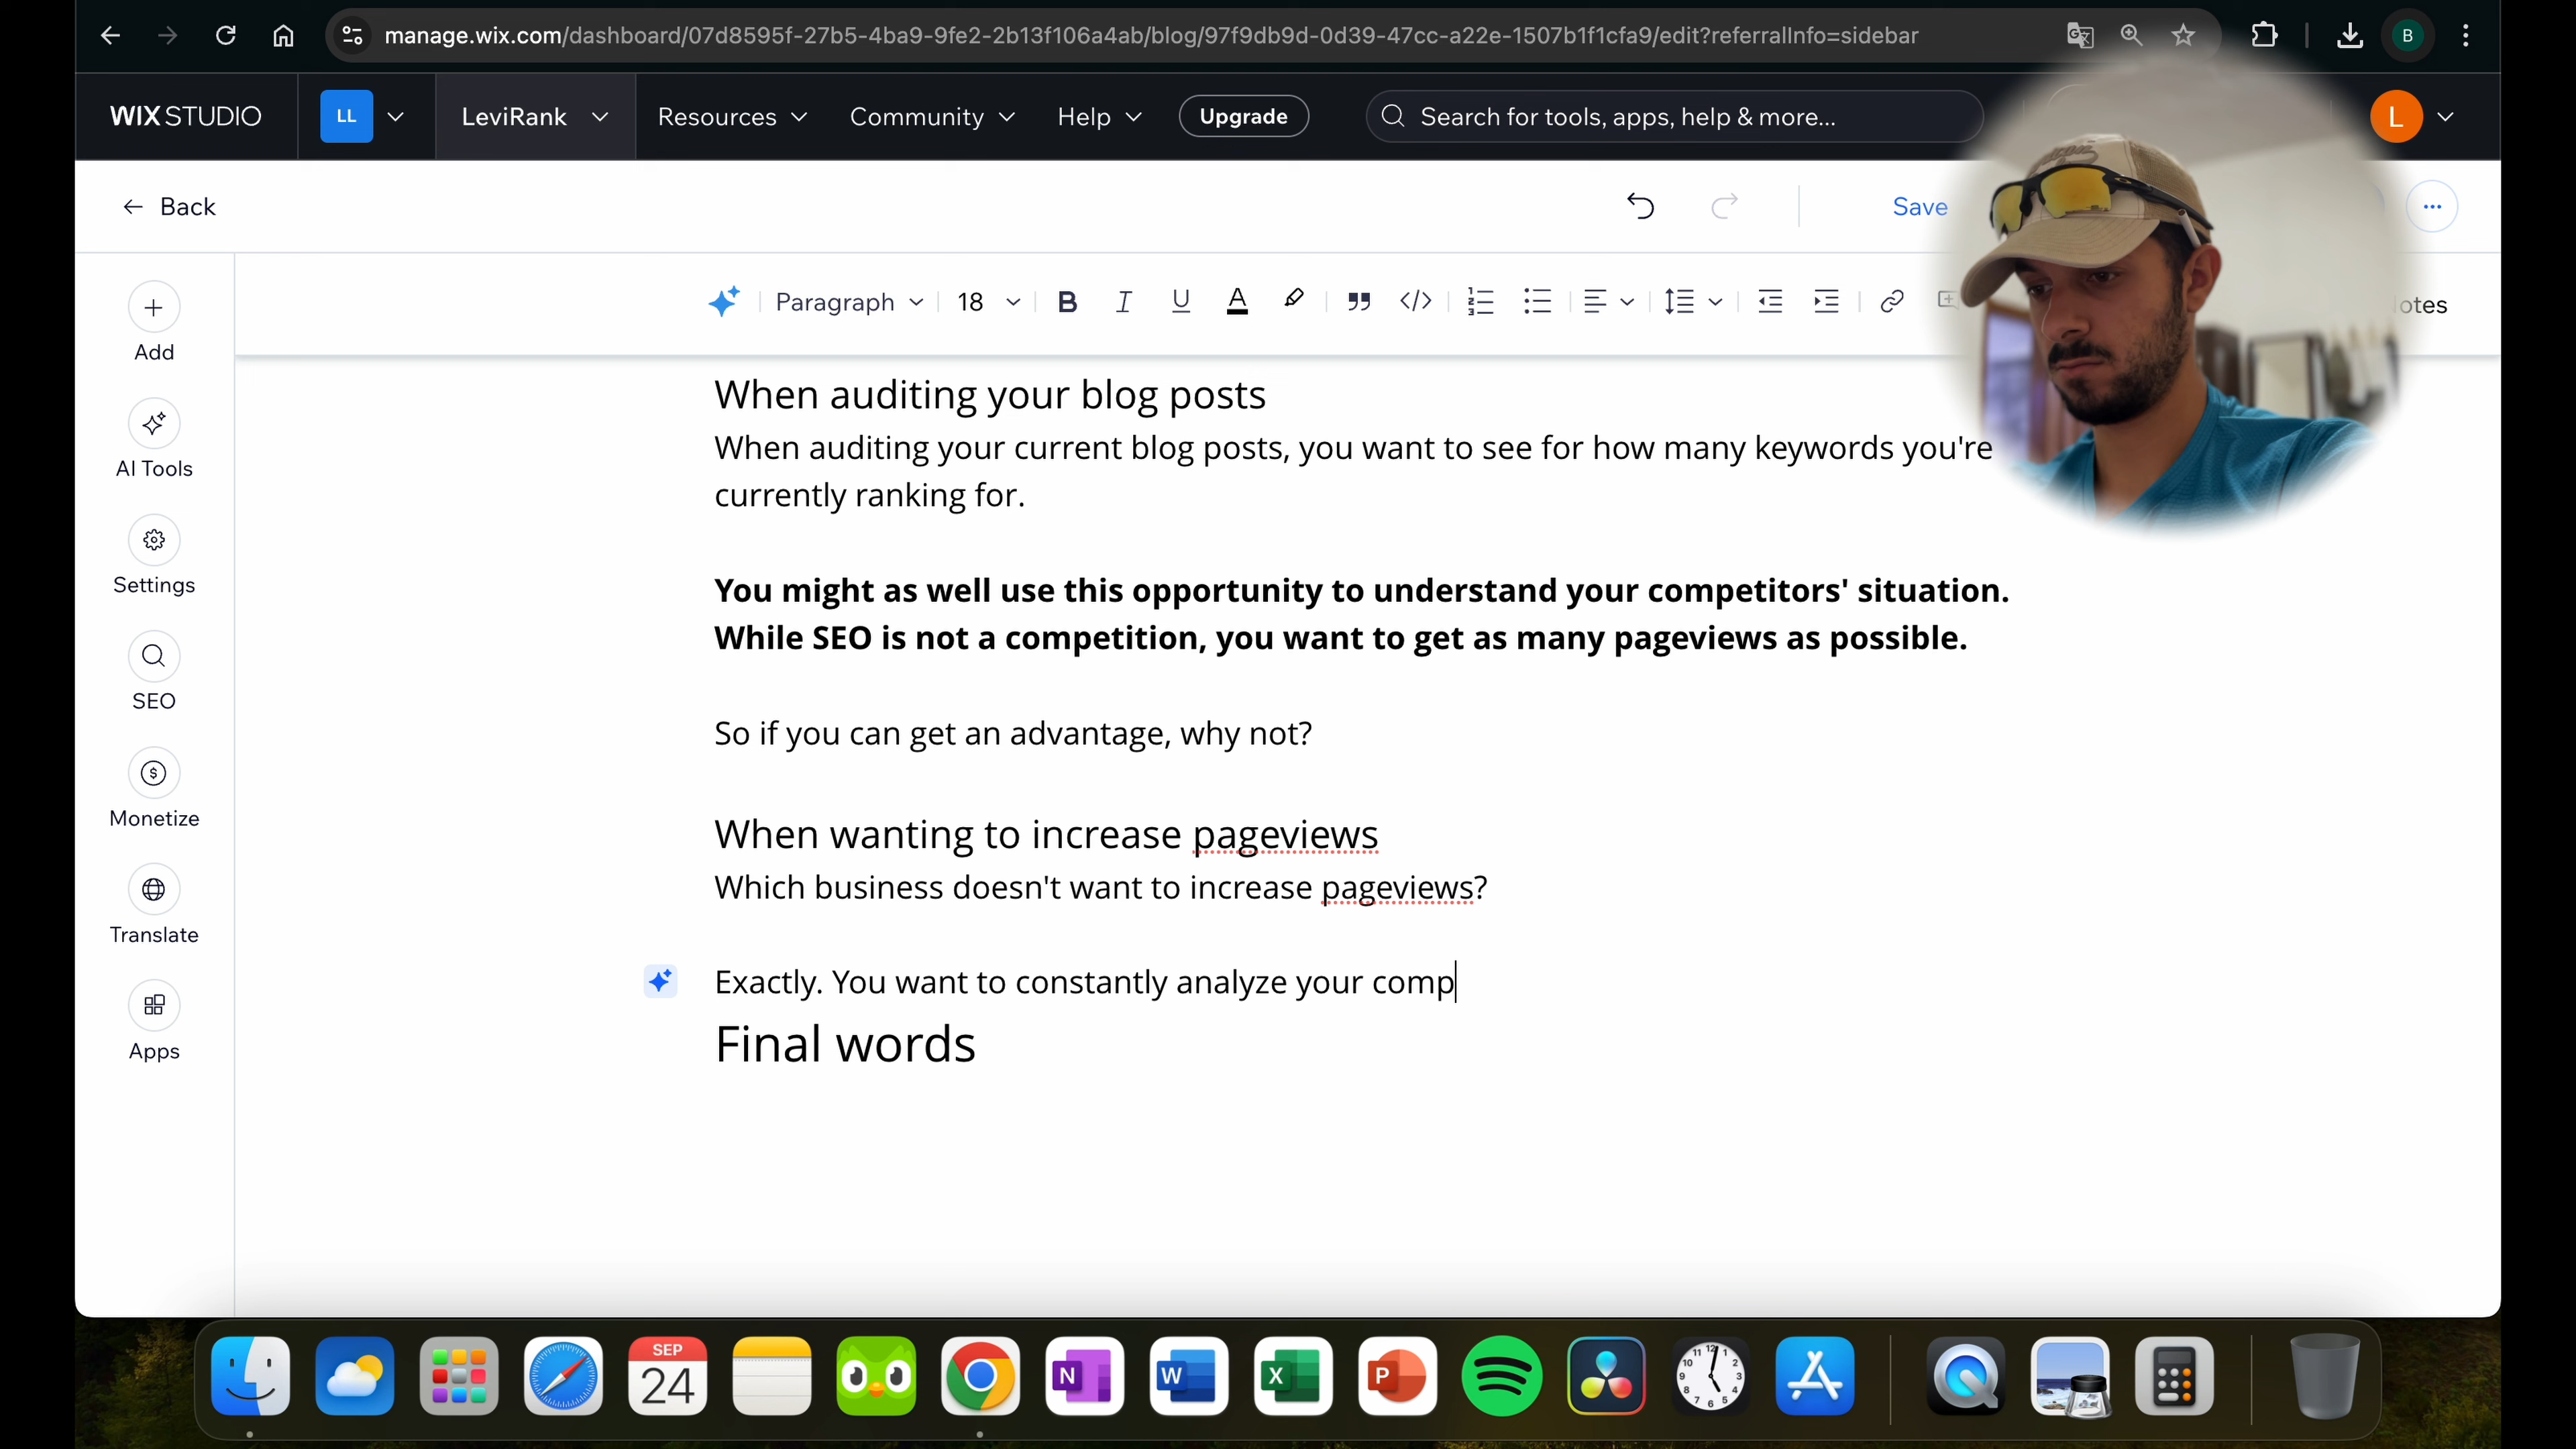 manage.wix.com/dashboard/07d8595f-27b5-4ba9-9fe2-2b13f106a4ab/blog/97f9db9d-0d39-47cc-a22e-1507b1f1cfa9/edit?referralInfo=sidebar
B
WIX STUDIO
LL
LeviRank
Resources
Community
Help
Upgrade
Search for tools, apps, help & more...
L
Back
Save
Paragraph
18
B
I
U
A
Add
AI Tools
Settings
SEO
Monetize
Translate
Apps
When auditing your blog posts
When auditing your current blog posts, you want to see for how many keywords you're
currently ranking for.
You might as well use this opportunity to understand your competitors' situation.
While SEO is not a competition, you want to get as many pageviews as possible.
So if you can get an advantage, why not?
When wanting to increase pageviews
Which business doesn't want to increase pageviews?
Exactly. You want to constantly analyze your comp
Final words
SEP
24
N
W
X
P